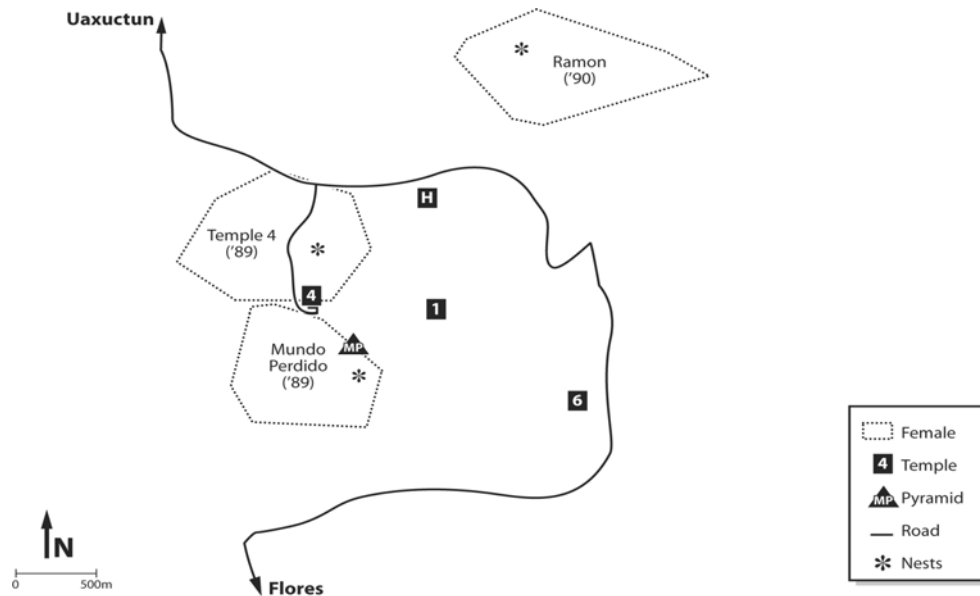 Uaxuctun
Ramon
('90)
H
Temple 4
('89)
4
1
Mundo
Perdido
('89)
MP
6
Female
4 Temple
MP Pyramid
Road
Nests
N
0 500m
Flores